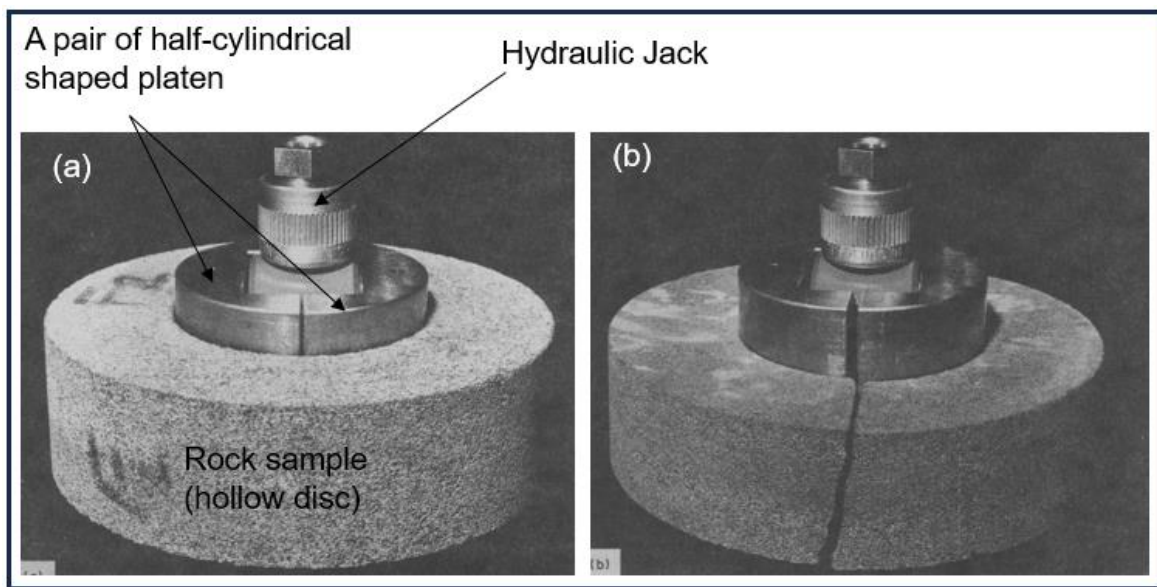 A pair of half-cylindrical
shaped platen
Hydraulic Jack
(a)
(b)
Rock sample
(hollow disc)
(b)